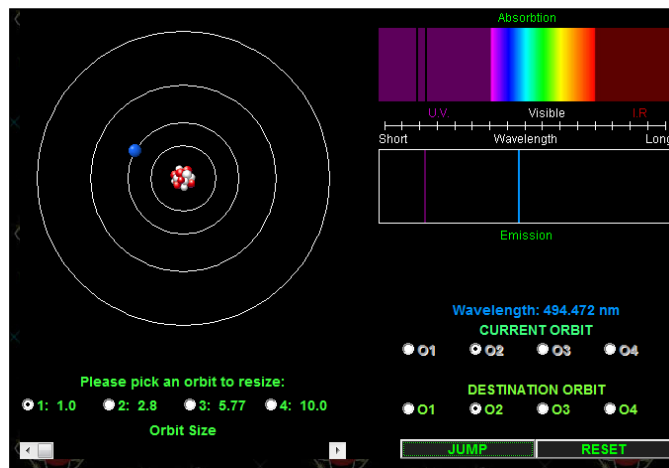 Absorbtion
U.V. Visible I.R
Short Wavelength Long
Emission
Wavelength: 494.472 nm
CURRENT ORBIT
O1 O2 O3 O4
Please pick an orbit to resize:
1: 1.0 2: 2.8 3: 5.77 4: 10.0
Orbit Size
DESTINATION ORBIT
O1 O2 O3 O4
JUMP RESET